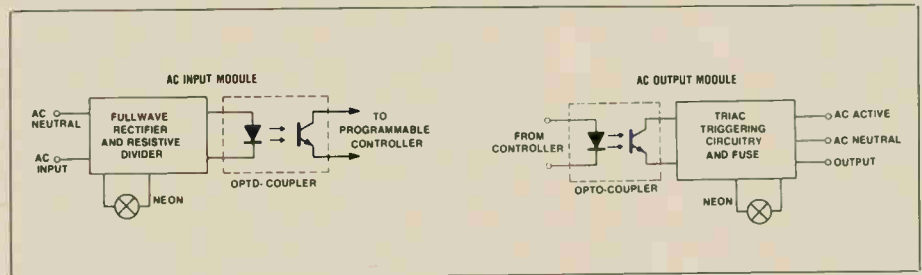 AC INPUT MODULE
AC
NEUTRAL
AC
INPUT
FULLWAVE
RECTIFIER
AND RESISTIVE
DIVIDER
NEON
OPTD-COUPLER
TO
PROGRAMMABLE
CONTROLLER
AC OUTPUT MODULE
FROM
CONTROLLER
OPTO-COUPLER
TRIAC
TRIGGERING
CIRCUITRY
AND FUSE
NEON
AC ACTIVE
AC NEUTRAL
OUTPUT